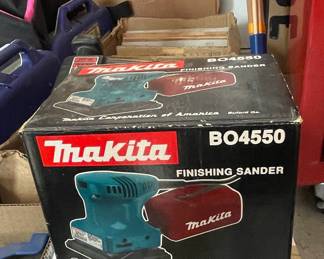 makita
BO4550
FINISHING SANDER
Makita
Makita Corporation of America
makita
BO4550
FINISHING SANDER
Makita